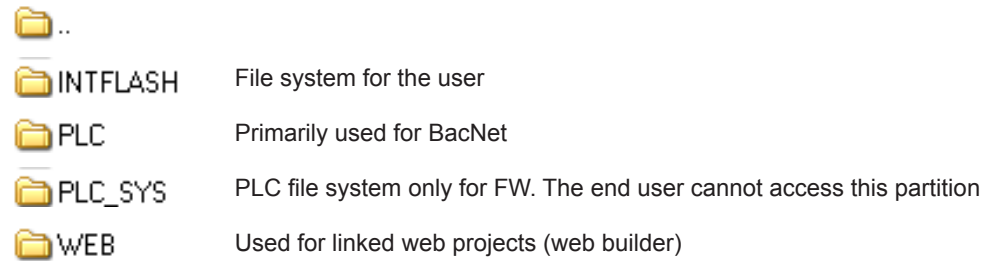 ..
INTFLASH File system for the user
PLC Primarily used for BacNet
PLC_SYS PLC file system only for FW. The end user cannot access this partition
WEB Used for linked web projects (web builder)